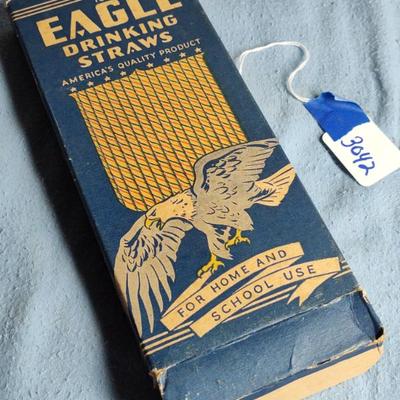 EAGLE
DRINKING
STRAWS
AMERICA'S QUALITY PRODUCT
FOR HOME AND
SCHOOL USE
3042